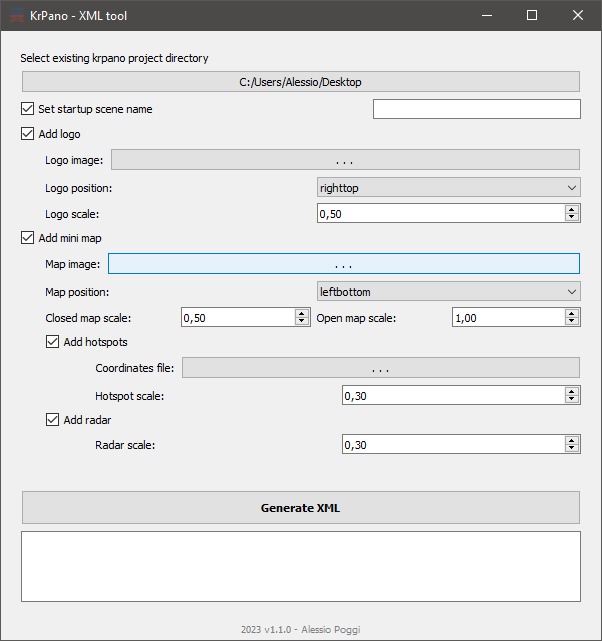 KrPano - XML tool
Select existing krpano project directory
C:/Users/Alessio/Desktop
Set startup scene name
Add logo
Logo image: . . .
Logo position: righttop
Logo scale: 0,50
Add mini map
Map image: . . .
Map position: leftbottom
Closed map scale: 0,50 Open map scale: 1,00
Add hotspots
Coordinates file: . . .
Hotspot scale: 0,30
Add radar
Radar scale: 0,30
Generate XML
2023 v1.1.0 - Alessio Poggi